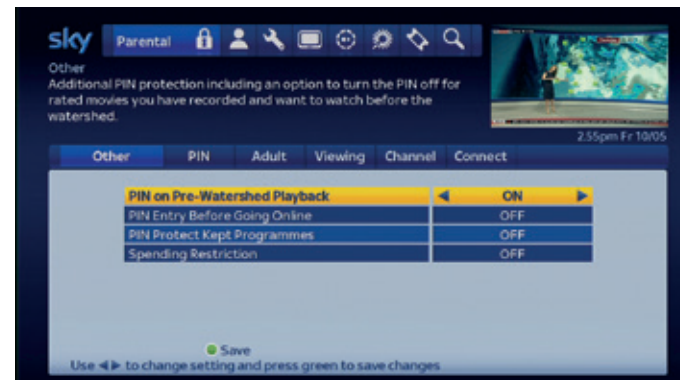 sky Parental
Other
Additional PIN protection including an option to turn the PIN off for
rated movies you have recorded and want to watch before the
watershed.
2.55pm Fr 10/05
Other PIN Adult Viewing Channel Connect
PIN on Pre-Watershed Playback ON
PIN Entry Before Going Online OFF
PIN Protect Kept Programmes OFF
Spending Restriction OFF
Save
Use ◀▶ to change setting and press green to save changes